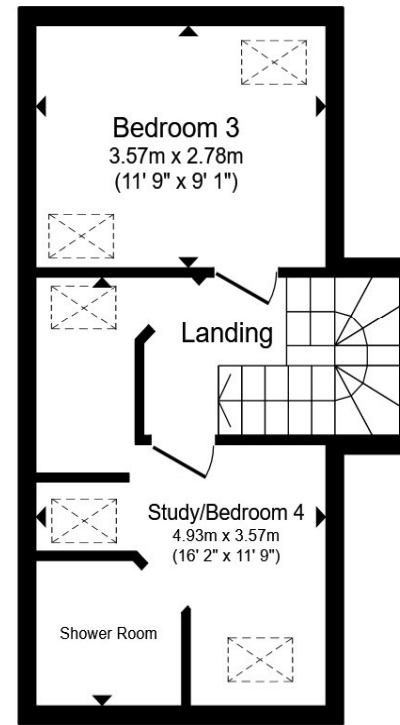 Bedroom 3
3.57m x 2.78m
(11' 9" x 9' 1")
Landing
Study/Bedroom 4
4.93m x 3.57m
(16' 2" x 11' 9")
Shower Room